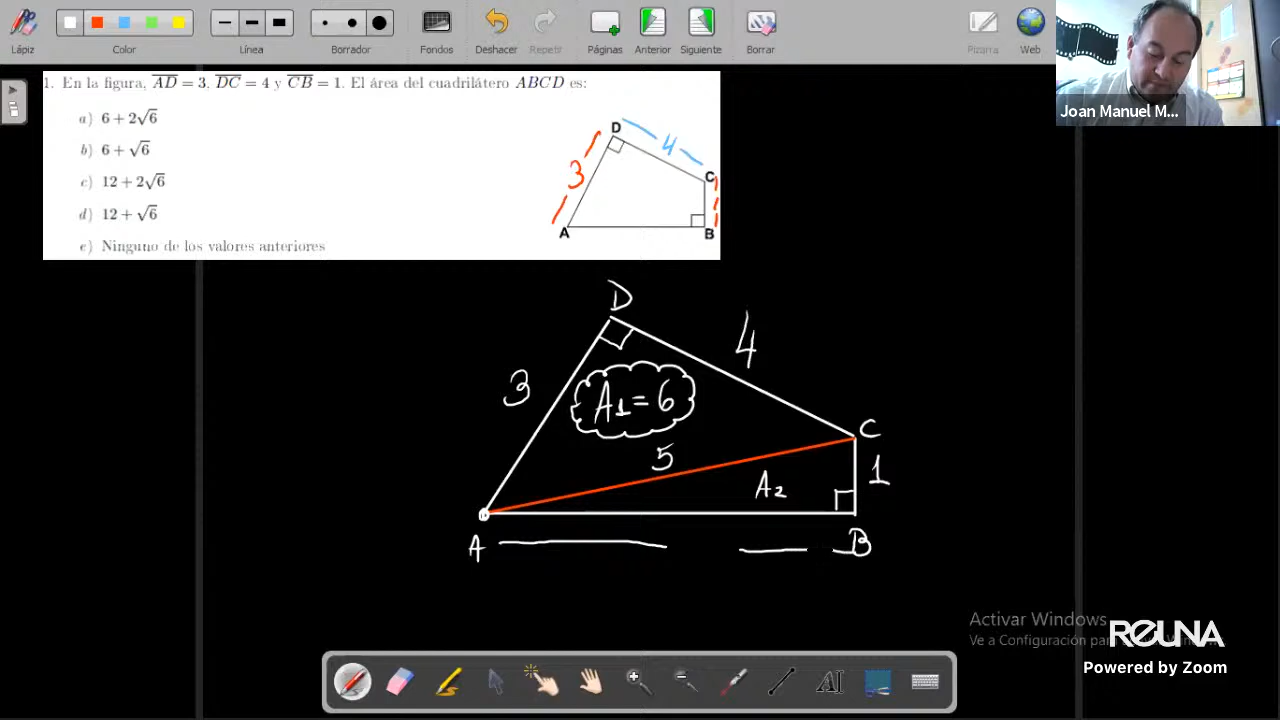 Lápiz Color Línea Borrador Fondos Deshacer Repetir Páginas Anterior Siguiente Borrar Pizarra Web
Joan Manuel M...
1. En la figura, AD = 3, DC = 4 y CB = 1. El área del cuadrilátero ABCD es:
a) 6 + 2√6
b) 6 + √6
c) 12 + 2√6
d) 12 + √6
e) Ninguno de los valores anteriores
D
4
3
C
A
B
D
4
3
A1 = 6
C
5
1
A2
A
B
Activar Windows
Ve a Configuración par
REUNA
Powered by Zoom
AI